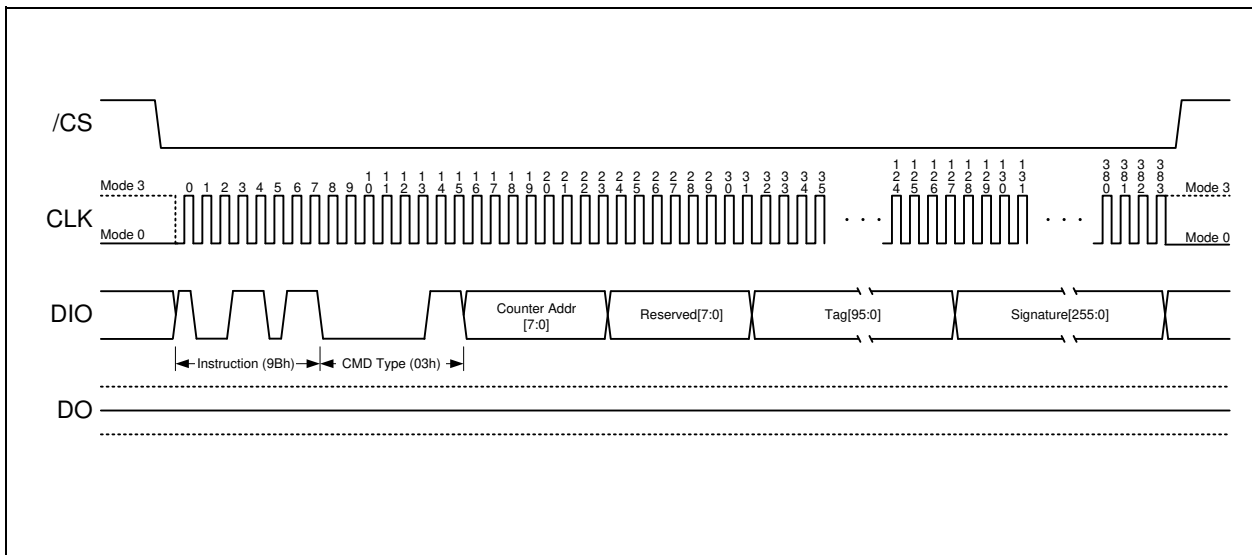 /CS
Mode 3
0 1 2 3 4 5 6 7 8 9 10 11 12 13 14 15 16 17 18 19 20 21 22 23 24 25 26 27 28 29 30 31 32 33 34 35 124 125 126 127 128 129 130 131 380 381 382 383
Mode 3
CLK
Mode 0
. . .
. . .
Mode 0
DIO
Counter Addr
[7:0]
Reserved[7:0]
Tag[95:0]
Signature[255:0]
Instruction (9Bh)
CMD Type (03h)
DO